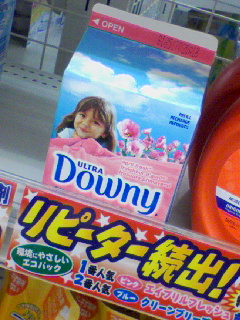 OPEN
ULTRA
Downy
リピーター続出!
環境にやさしい
エコパック
1番人気 ピンク エイプリルフレッシュ
2番人気 ブルー クリーンブリー
剤